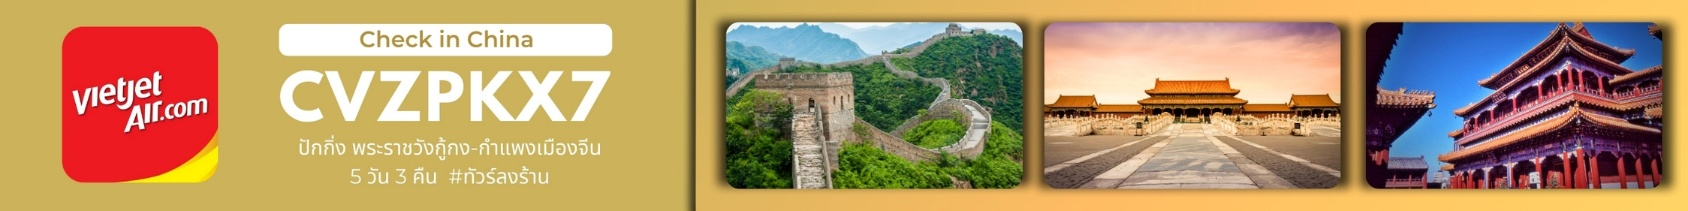 vietjet
Air.com
Check in China
CVZPKX7
ปักกิ่ง พระราชวังกู้กง-กำแพงเมืองจีน
5 วัน 3 คืน #ทัวร์ลงร้าน